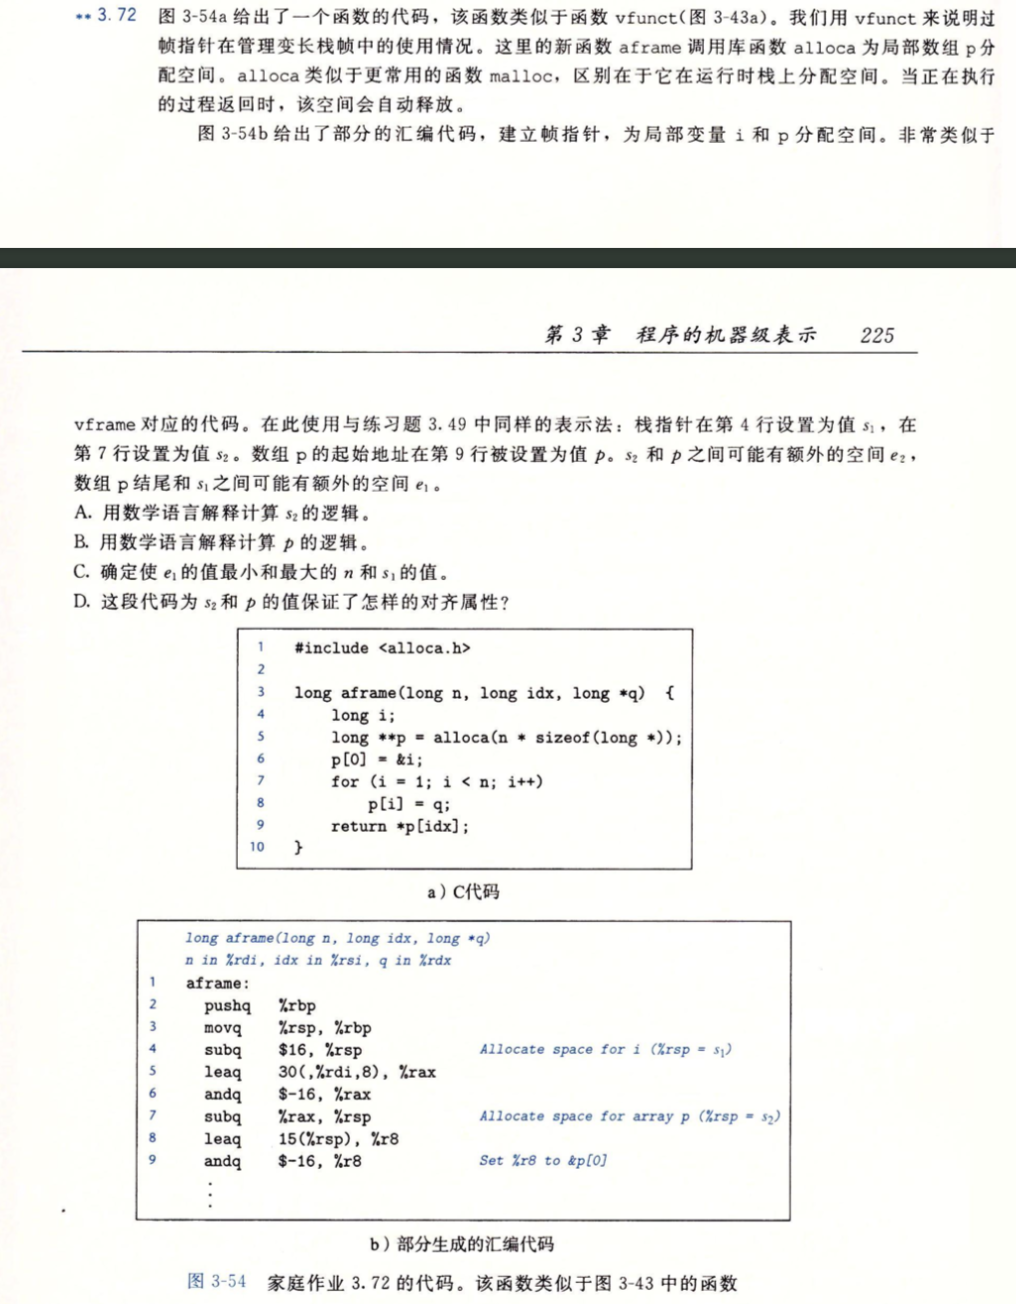 ** 3.72 图 3-54a 给出了一个函数的代码，该函数类似于函数 vfunct(图 3-43a)。我们用 vfunct 来说明过
帧指针在管理变长栈帧中的使用情况。这里的新函数 aframe 调用库函数 alloca 为局部数组 p 分
配空间。alloca 类似于更常用的函数 malloc，区别在于它在运行时栈上分配空间。当正在执行
的过程返回时，该空间会自动释放。
图 3-54b 给出了部分的汇编代码，建立帧指针，为局部变量 i 和 p 分配空间。非常类似于
第 3 章 程序的机器级表示 225
vframe 对应的代码。在此使用与练习题 3.49 中同样的表示法：栈指针在第 4 行设置为值 s₁，在
第 7 行设置为值 s₂。数组 p 的起始地址在第 9 行被设置为值 p。s₂ 和 p 之间可能有额外的空间 e₂，
数组 p 结尾和 s₁ 之间可能有额外的空间 e₁。
A. 用数学语言解释计算 s₂ 的逻辑。
B. 用数学语言解释计算 p 的逻辑。
C. 确定使 e₁ 的值最小和最大的 n 和 s₁ 的值。
D. 这段代码为 s₂ 和 p 的值保证了怎样的对齐属性?
1 #include <alloca.h>
2
3 long aframe(long n, long idx, long *q) {
4 long i;
5 long **p = alloca(n * sizeof(long *));
6 p[0] = &i;
7 for (i = 1; i < n; i++)
8 p[i] = q;
9 return *p[idx];
10 }
a) C代码
long aframe(long n, long idx, long *q)
n in %rdi, idx in %rsi, q in %rdx
1 aframe:
2 pushq %rbp
3 movq %rsp, %rbp
4 subq $16, %rsp Allocate space for i (%rsp = s₁)
5 leaq 30(,%rdi,8), %rax
6 andq $-16, %rax
7 subq %rax, %rsp Allocate space for array p (%rsp = s₂)
8 leaq 15(%rsp), %r8
9 andq $-16, %r8 Set %r8 to &p[0]
⋮
b) 部分生成的汇编代码
图 3-54 家庭作业 3.72 的代码。该函数类似于图 3-43 中的函数